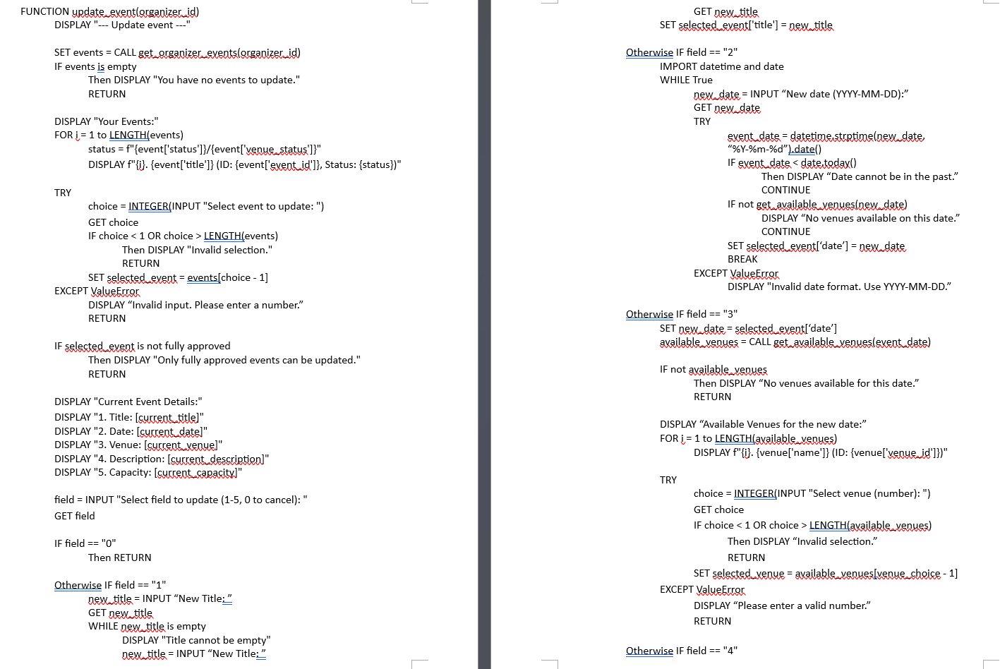 FUNCTION update_event(organizer_id)
DISPLAY "--- Update event ---"
SET events = CALL get_organizer_events(organizer_id)
IF events is empty
Then DISPLAY "You have no events to update."
RETURN
DISPLAY "Your Events:"
FOR i = 1 to LENGTH(events)
status = f"{event['status']}/{event['venue_status']}"
DISPLAY f"{i}. {event['title']} (ID: {event['event_id']}, Status: {status})"
TRY
choice = INTEGER(INPUT "Select event to update: ")
GET choice
IF choice < 1 OR choice > LENGTH(events)
Then DISPLAY "Invalid selection."
RETURN
SET selected_event = events[choice - 1]
EXCEPT ValueError
DISPLAY “Invalid input. Please enter a number.”
RETURN
IF selected_event is not fully approved
Then DISPLAY "Only fully approved events can be updated."
RETURN
DISPLAY "Current Event Details:"
DISPLAY "1. Title: [current_title]"
DISPLAY "2. Date: [current_date]"
DISPLAY "3. Venue: [current_venue]"
DISPLAY "4. Description: [current_description]"
DISPLAY "5. Capacity: [current_capacity]"
field = INPUT "Select field to update (1-5, 0 to cancel): "
GET field
IF field == "0"
Then RETURN
Otherwise IF field == "1"
new_title = INPUT “New Title: ”
GET new_title
WHILE new_title is empty
DISPLAY "Title cannot be empty"
new_title = INPUT “New Title: ”
GET new_title
SET selected_event['title'] = new_title
Otherwise IF field == "2"
IMPORT datetime and date
WHILE True
new_date = INPUT “New date (YYYY-MM-DD):”
GET new_date
TRY
event_date = datetime.strptime(new_date,
“%Y-%m-%d”).date()
IF event_date < date.today()
Then DISPLAY “Date cannot be in the past.”
CONTINUE
IF not get_available_venues(new_date)
DISPLAY “No venues available on this date.”
CONTINUE
SET selected_event[‘date’] = new_date
BREAK
EXCEPT ValueError
DISPLAY "Invalid date format. Use YYYY-MM-DD.”
Otherwise IF field == "3"
SET new_date = selected_event[‘date’]
available_venues = CALL get_available_venues(event_date)
IF not available_venues
Then DISPLAY “No venues available for this date.”
RETURN
DISPLAY “Available Venues for the new date:”
FOR i = 1 to LENGTH(available_venues)
DISPLAY f"{i}. {venue['name']} (ID: {venue['venue_id']})"
TRY
choice = INTEGER(INPUT "Select venue (number): ")
GET choice
IF choice < 1 OR choice > LENGTH(available_venues)
Then DISPLAY “Invalid selection.”
RETURN
SET selected_venue = available_venues[venue_choice - 1]
EXCEPT ValueError
DISPLAY “Please enter a valid number.”
RETURN
Otherwise IF field == "4"